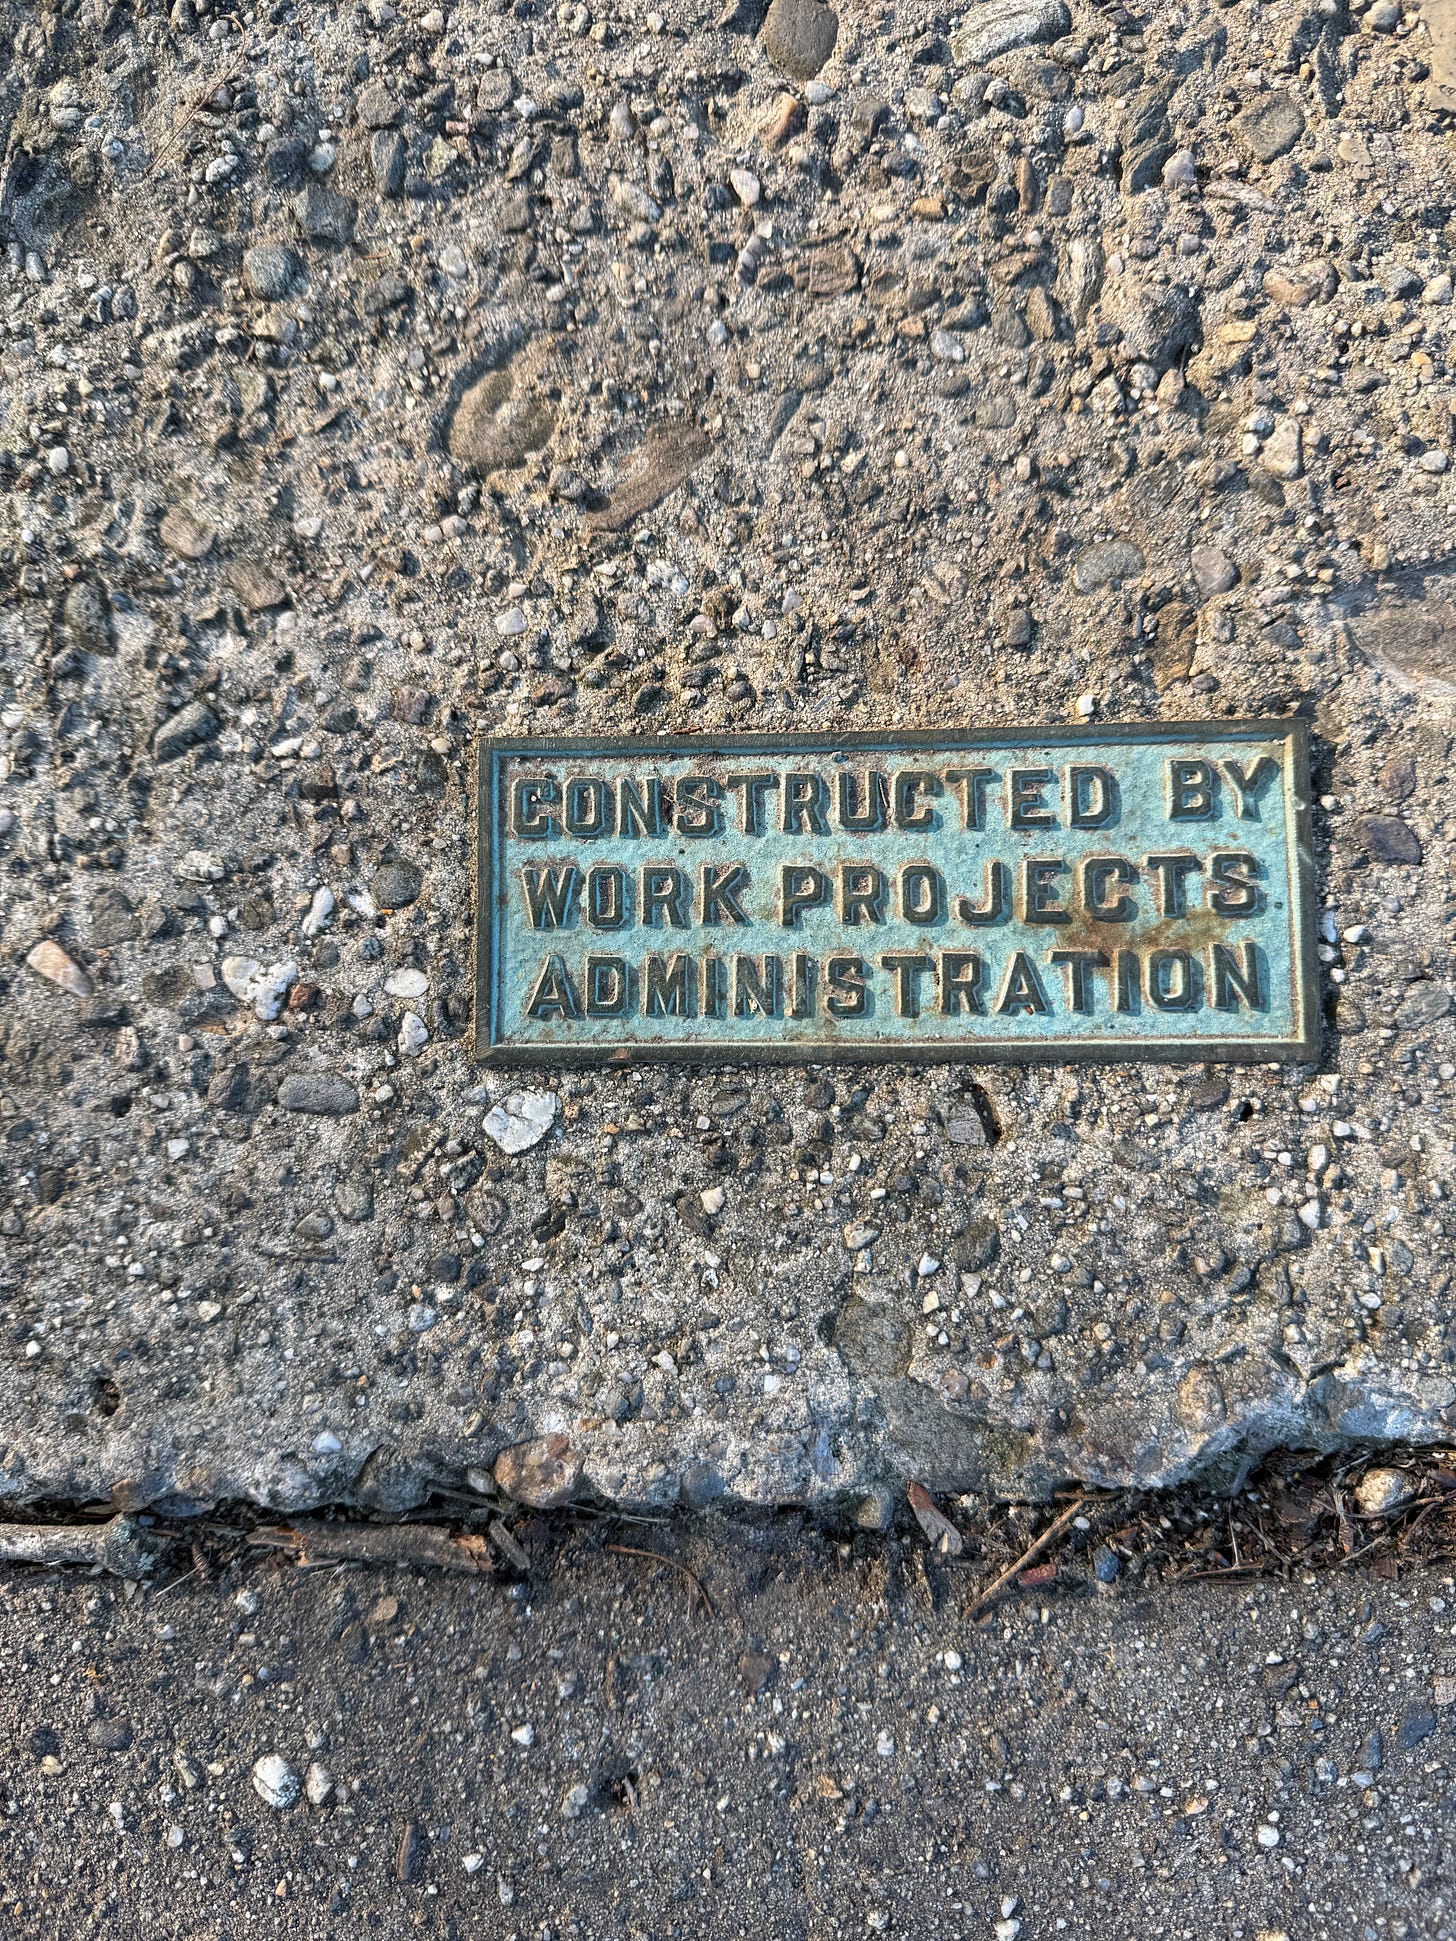 CONSTRUCTED BY
WORK PROJECTS
ADMINISTRATION